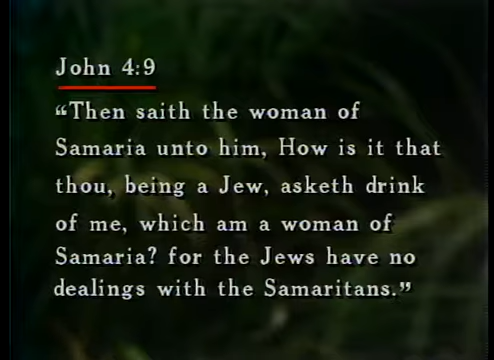 John 4:9
“Then saith the woman of
Samaria unto him, How is it that
thou, being a Jew, asketh drink
of me, which am a woman of
Samaria? for the Jews have no
dealings with the Samaritans.”